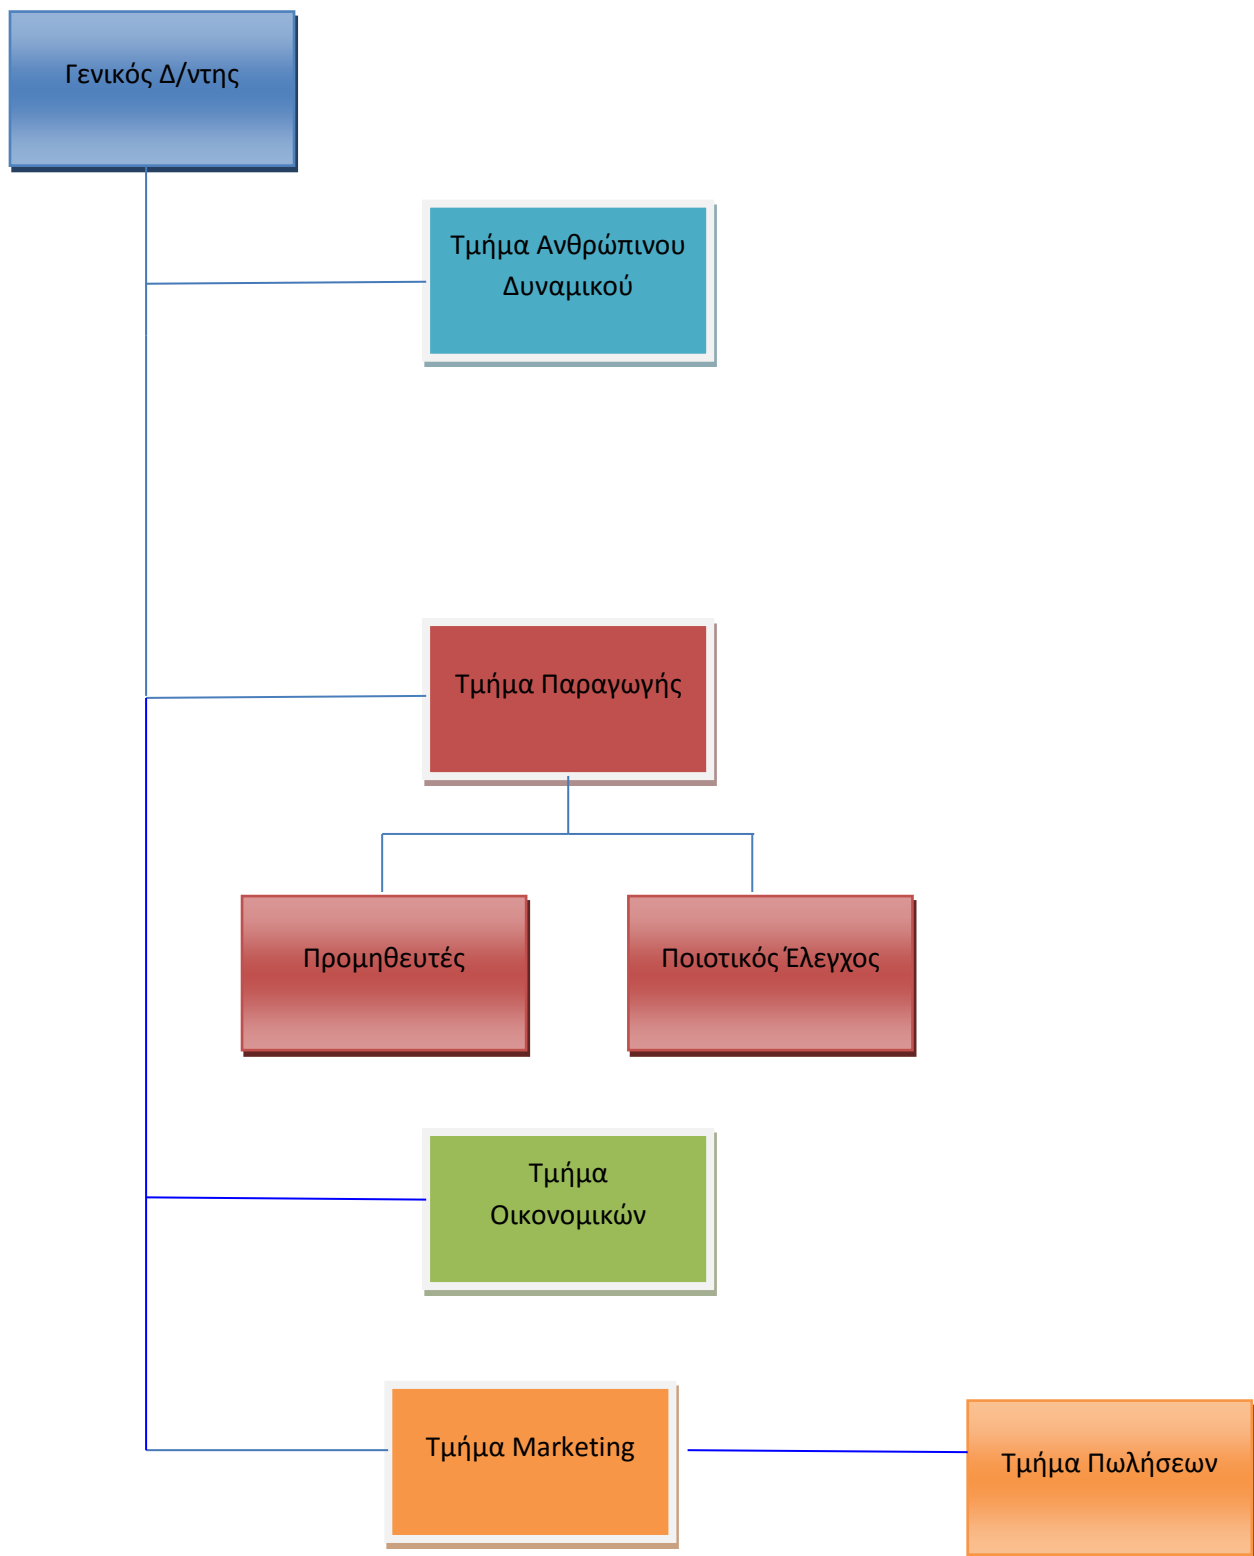 Γενικός Δ/ντης
Τμήμα Ανθρώπινου
Δυναμικού
Τμήμα Παραγωγής
Προμηθευτές
Ποιοτικός Έλεγχος
Τμήμα
Οικονομικών
Τμήμα Marketing
Τμήμα Πωλήσεων